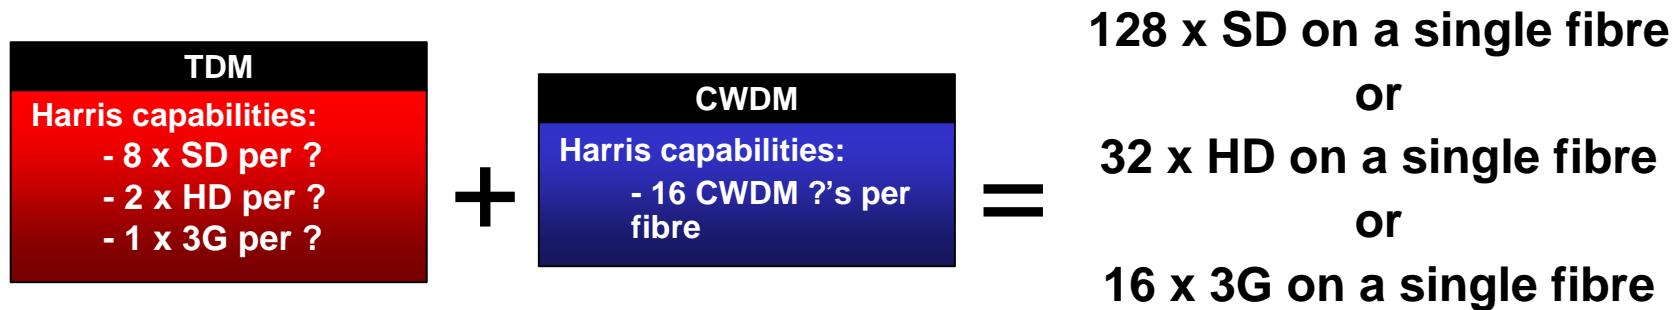 TDM
Harris capabilities:
- 8 x SD per ?
- 2 x HD per ?
- 1 x 3G per ?
+
CWDM
Harris capabilities:
- 16 CWDM ?’s per
fibre
=
128 x SD on a single fibre
or
32 x HD on a single fibre
or
16 x 3G on a single fibre